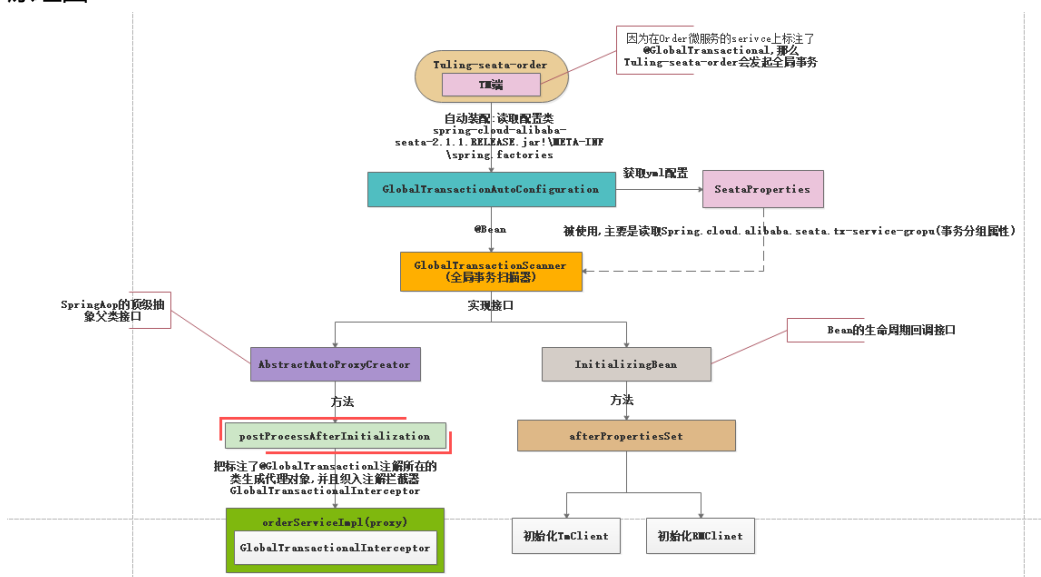 因为在Order微服务的serivce上标注了
@GlobalTransactional,那么
Tuling-seata-order会发起全局事务
Tuling-seata-order
TM端
自动装配:读取配置类
spring-cloud-alibaba-
seata-2.1.1.RELEASE.jar!\META-INF
\spring.factories
GlobalTransactionAutoConfiguration
获取yml配置
SeataProperties
@Bean
被使用,主要是读取Spring.cloud.alibaba.seata.tx-service-gropu(事务分组属性)
GlobalTransactionScanner
(全局事务扫描器)
实现接口
SpringAop的顶级抽
象父类接口
Bean的生命周期回调接口
AbstractAutoProxyCreator
InitializingBean
方法
方法
postProcessAfterInitialization
afterPropertiesSet
把标注了@GlobalTransactionl注解所在的
类生成代理对象,并且织入注解拦截器
GlobalTransactionalInterceptor
orderServiceImpl(proxy)
GlobalTransactionalInterceptor
初始化TmClient
初始化RMClinet